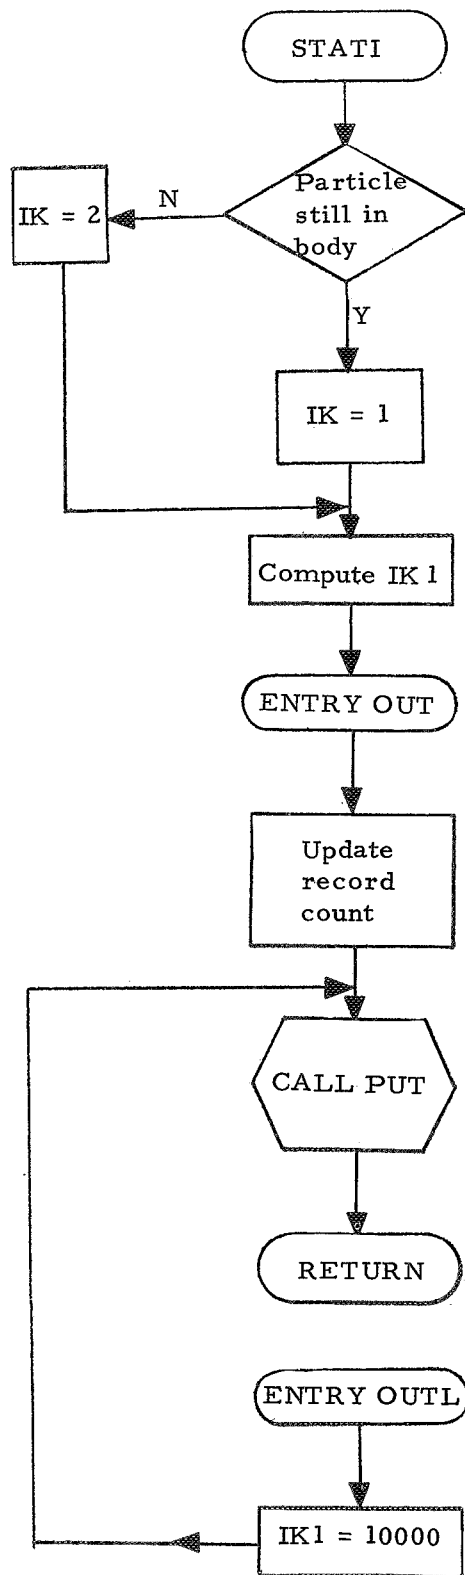 STATI
Particle
still in
body
N
IK = 2
Y
IK = 1
Compute IK 1
ENTRY OUT
Update
record
count
CALL PUT
RETURN
ENTRY OUTL
IK1 = 10000